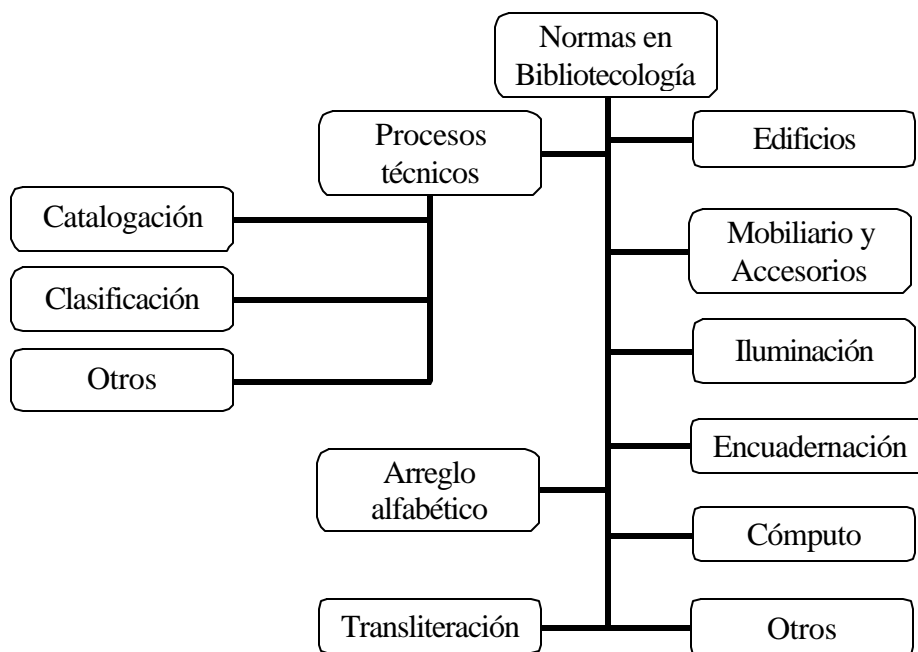 Normas en
Bibliotecología
Procesos
técnicos
Edificios
Catalogación
Mobiliario y
Accesorios
Clasificación
Iluminación
Otros
Encuadernación
Arreglo
alfabético
Cómputo
Transliteración
Otros